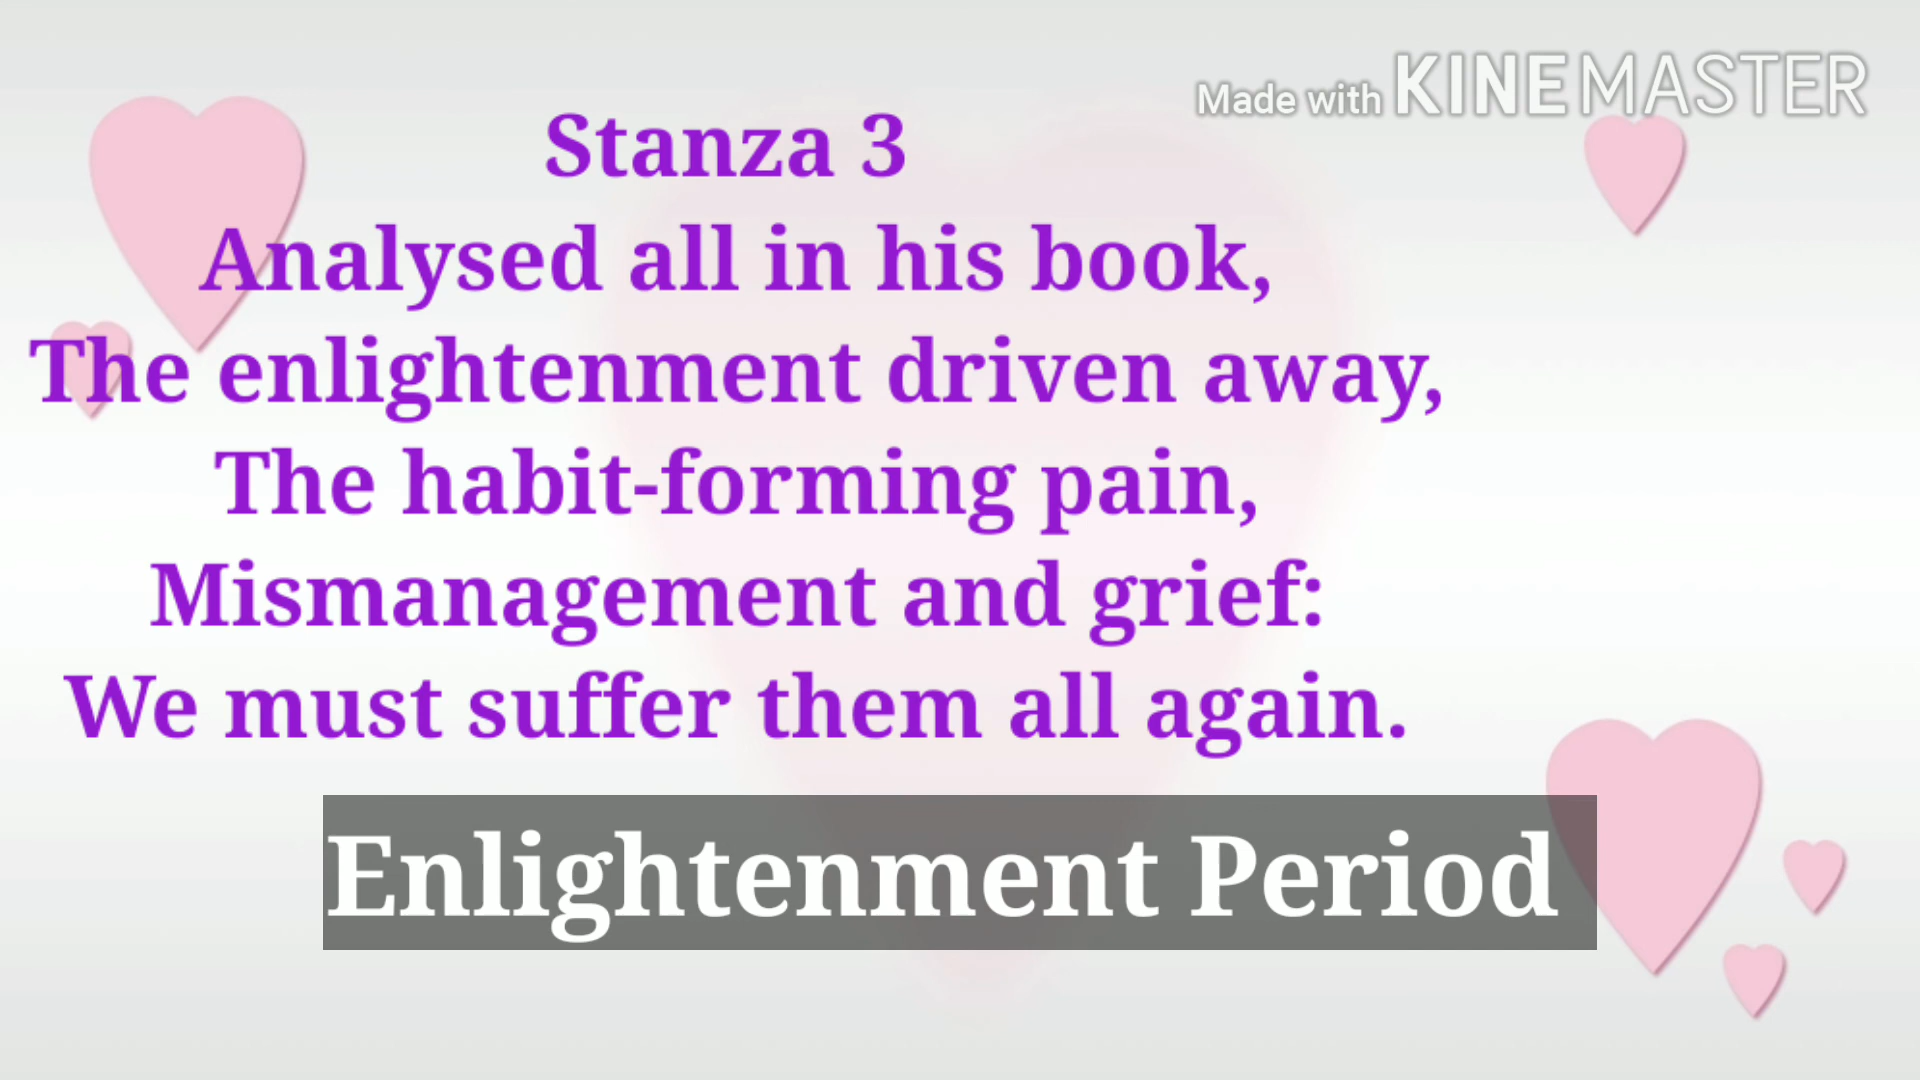 Made with KINEMASTER
Stanza 3
Analysed all in his book,
The enlightenment driven away,
The habit-forming pain,
Mismanagement and grief:
We must suffer them all again.
Enlightenment Period